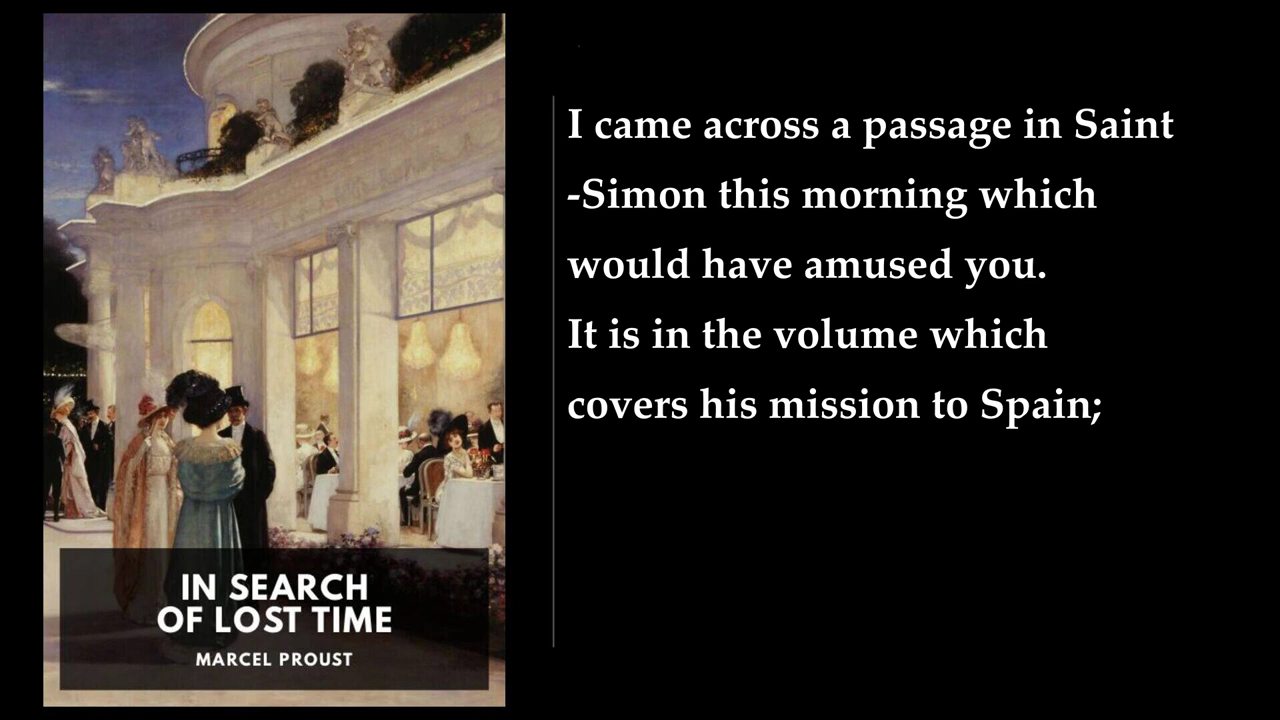 I came across a passage in Saint
-Simon this morning which
would have amused you.
It is in the volume which
covers his mission to Spain;
IN SEARCH
OF LOST TIME
MARCEL PROUST